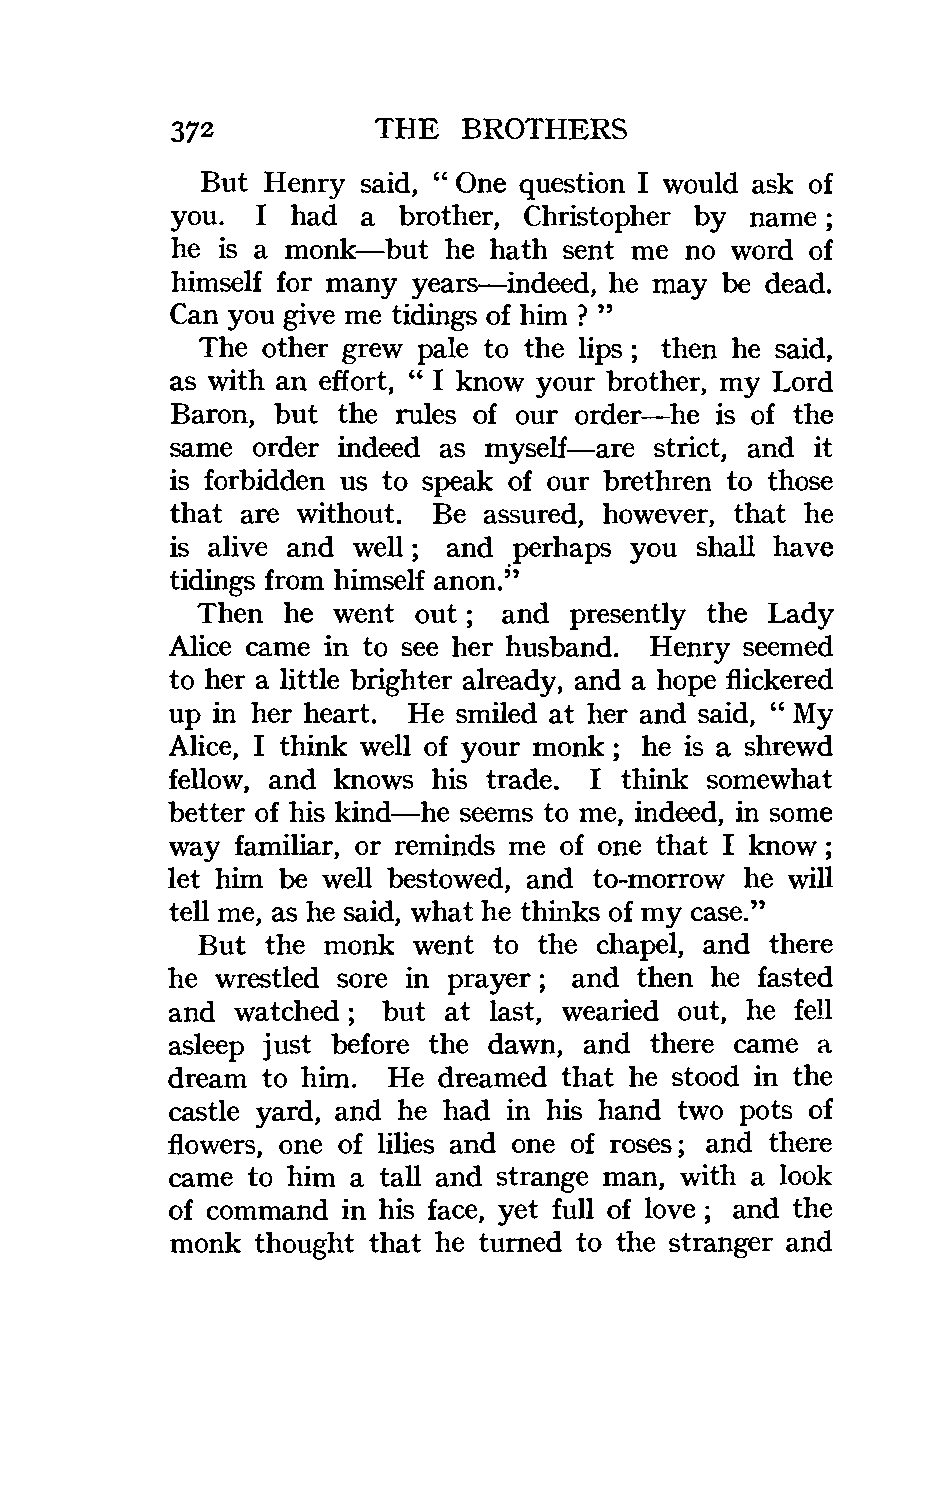 372 THE BROTHERS
But Henry said, “ One question I would ask of
you. I had a brother, Christopher by name ;
he is a monk—but he hath sent me no word of
himself for many years—indeed, he may be dead.
Can you give me tidings of him ? ”
The other grew pale to the lips ; then he said,
as with an effort, “ I know your brother, my Lord
Baron, but the rules of our order—he is of the
same order indeed as myself—are strict, and it
is forbidden us to speak of our brethren to those
that are without. Be assured, however, that he
is alive and well ; and perhaps you shall have
tidings from himself anon.”
Then he went out ; and presently the Lady
Alice came in to see her husband. Henry seemed
to her a little brighter already, and a hope flickered
up in her heart. He smiled at her and said, “ My
Alice, I think well of your monk ; he is a shrewd
fellow, and knows his trade. I think somewhat
better of his kind—he seems to me, indeed, in some
way familiar, or reminds me of one that I know ;
let him be well bestowed, and to-morrow he will
tell me, as he said, what he thinks of my case.”
But the monk went to the chapel, and there
he wrestled sore in prayer ; and then he fasted
and watched ; but at last, wearied out, he fell
asleep just before the dawn, and there came a
dream to him. He dreamed that he stood in the
castle yard, and he had in his hand two pots of
flowers, one of lilies and one of roses ; and there
came to him a tall and strange man, with a look
of command in his face, yet full of love ; and the
monk thought that he turned to the stranger and